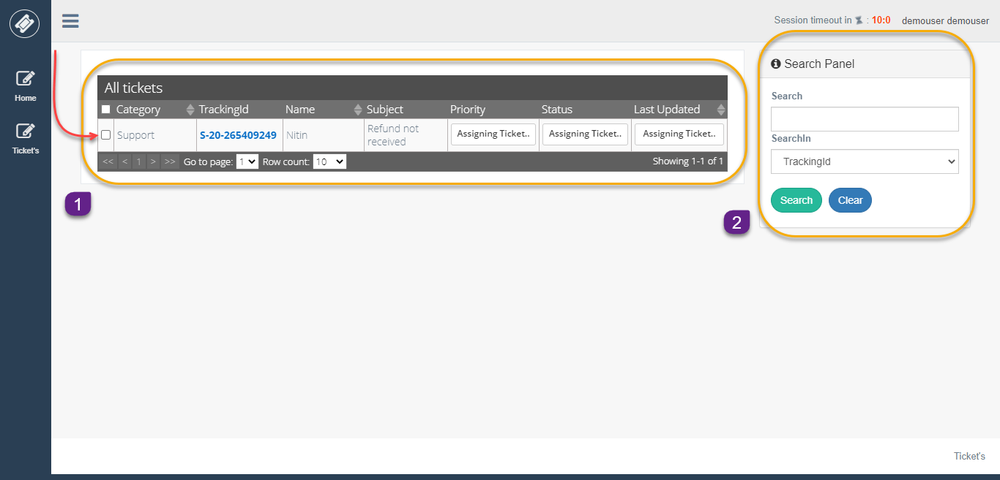 Session timeout in : 10:0 demouser demouser
Home
Ticket's
All tickets
Category TrackingId Name Subject Priority Status Last Updated
Support S-20-265409249 Nitin Refund not received Assigning Ticket.. Assigning Ticket.. Assigning Ticket..
<< < 1 > >> Go to page: 1 Row count: 10 Showing 1-1 of 1
1
Search Panel
Search
SearchIn
TrackingId
Search Clear
2
Ticket's